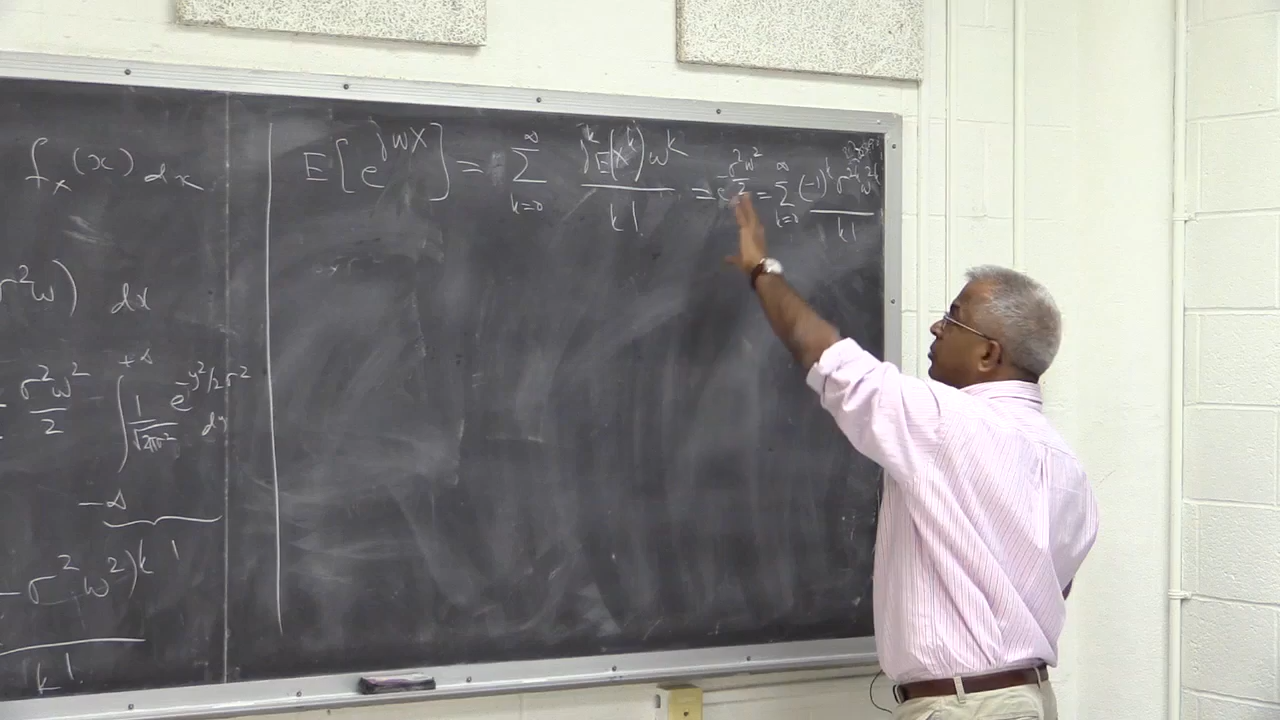 f_x(x) dx
σ²ω) dx
σ²ω²/2 ∫_{-∞}^{+∞} 1/√(2πσ²) e^{-y²/2σ²} dy
1
-σ²ω²)^k / k!
E[e^{jωX}] = Σ_{k=0}^{∞} j^k E(X^k) ω^k / k! = e^{-σ²ω²/2} = Σ_{k=0}^{∞} (-1)^k σ^{2k} ω^{2k} / k!